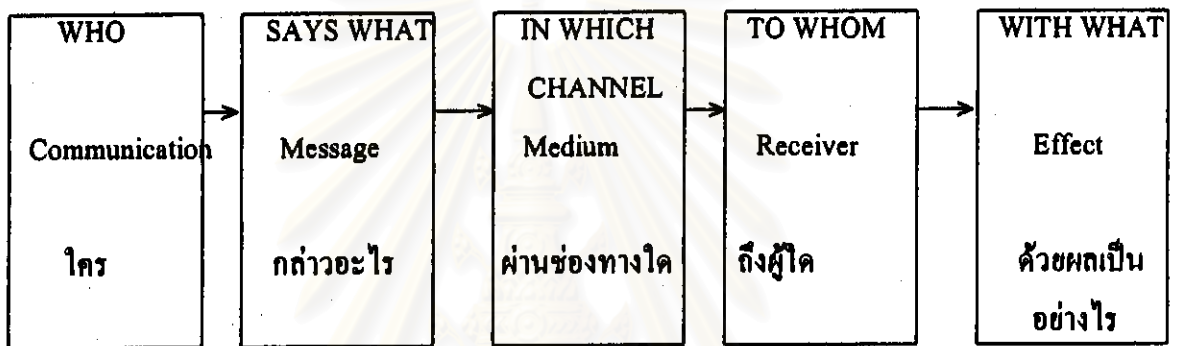 WHO
Communication
ใคร
SAYS WHAT
Message
กล่าวอะไร
IN WHICH
CHANNEL
Medium
ผ่านช่องทางใด
TO WHOM
Receiver
ถึงผู้ใด
WITH WHAT
Effect
ด้วยผลเป็น
อย่างไร